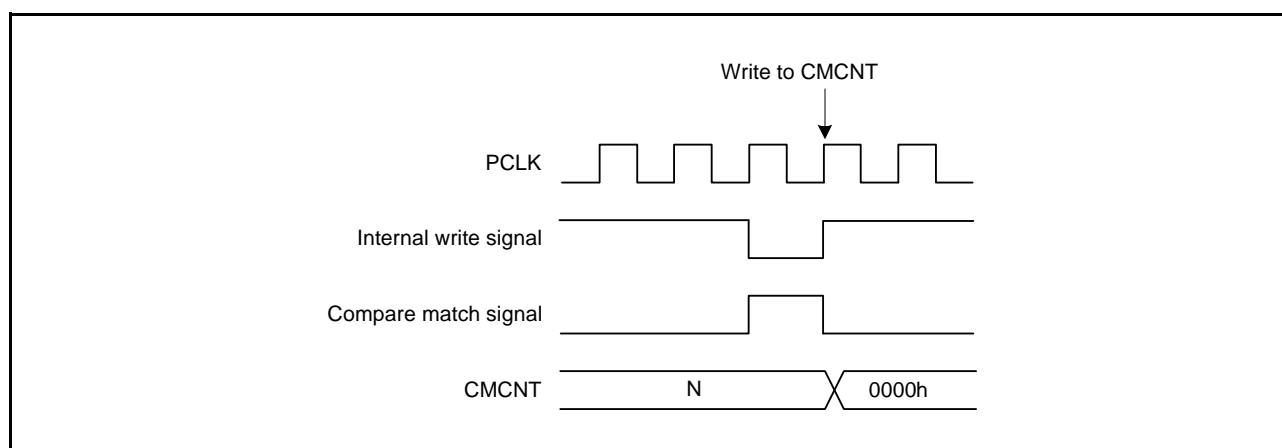 Write to CMCNT
PCLK
Internal write signal
Compare match signal
CMCNT N 0000h